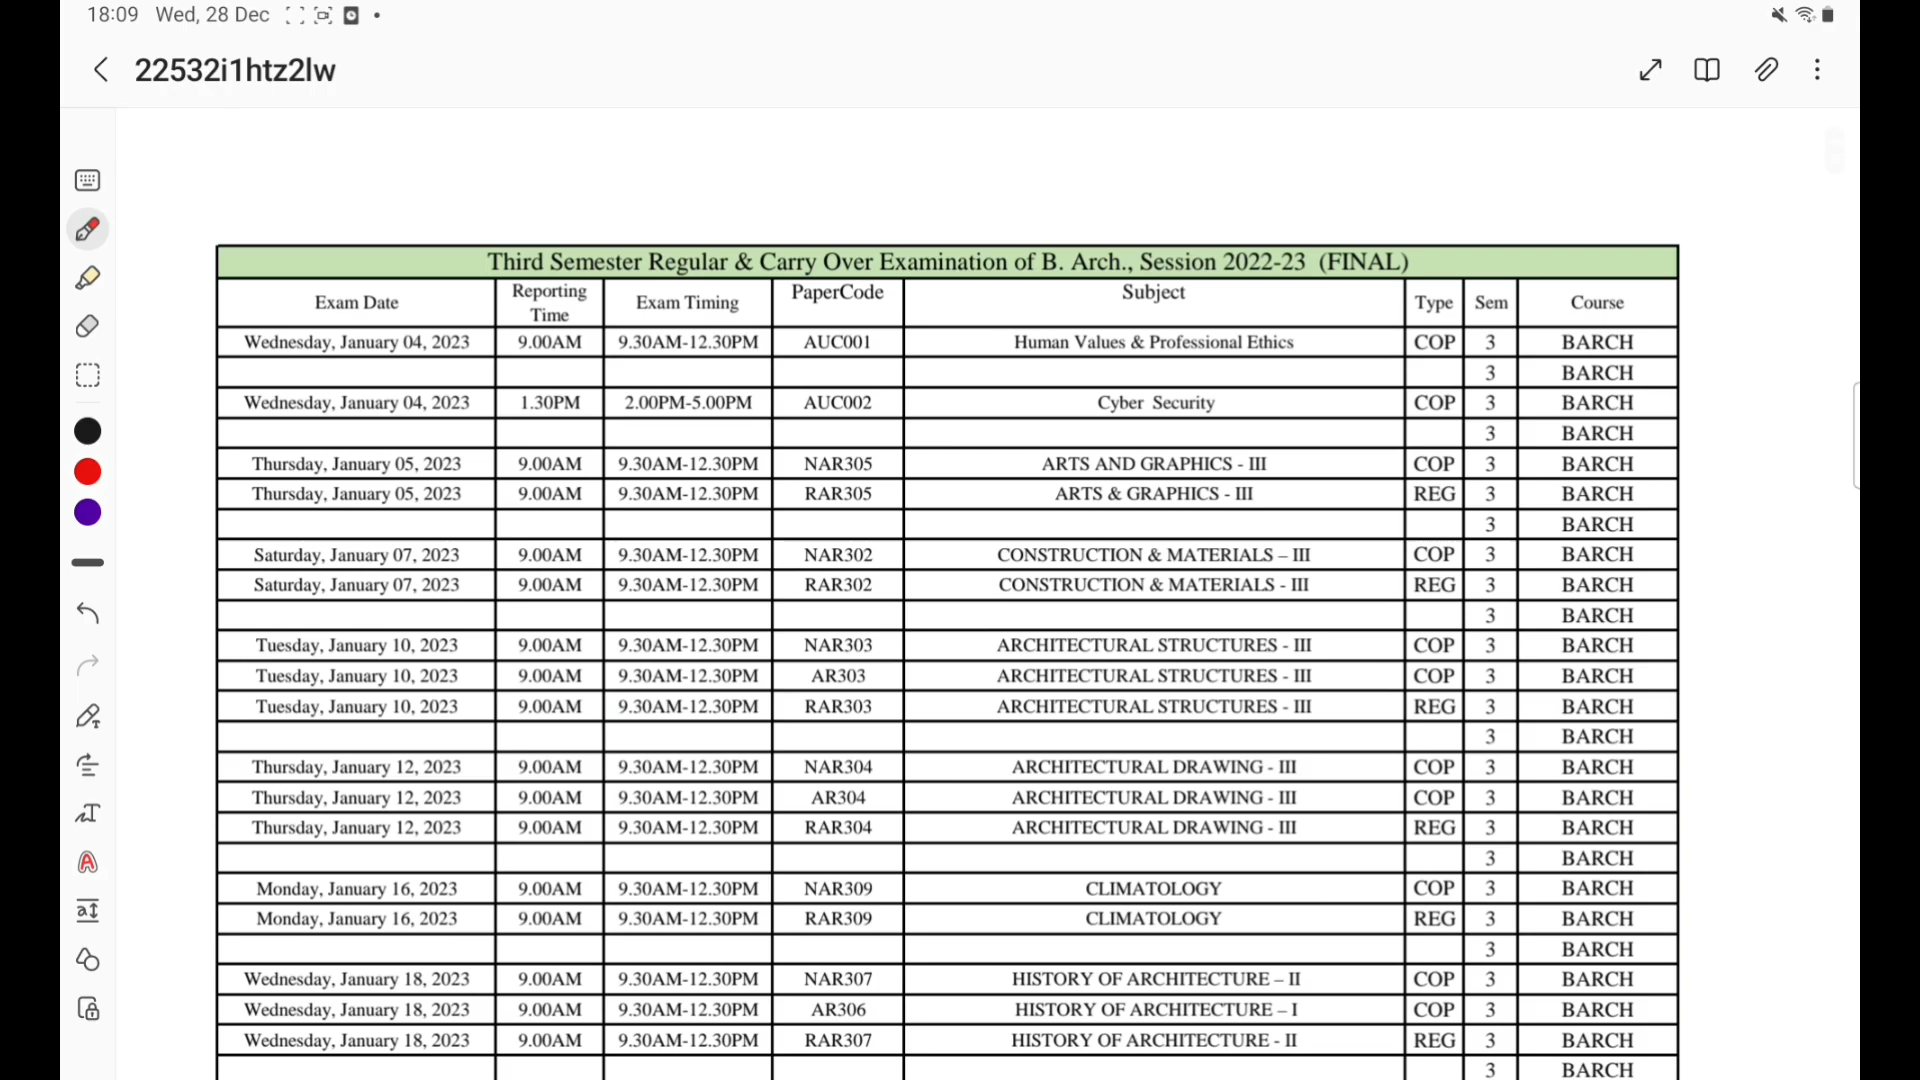 18:09 Wed, 28 Dec
22532i1htz2lw
Third Semester Regular & Carry Over Examination of B. Arch., Session 2022-23 (FINAL)
Exam Date Reporting Time Exam Timing PaperCode Subject Type Sem Course
Wednesday, January 04, 2023 9.00AM 9.30AM-12.30PM AUC001 Human Values & Professional Ethics COP 3 BARCH
3 BARCH
Wednesday, January 04, 2023 1.30PM 2.00PM-5.00PM AUC002 Cyber Security COP 3 BARCH
3 BARCH
Thursday, January 05, 2023 9.00AM 9.30AM-12.30PM NAR305 ARTS AND GRAPHICS - III COP 3 BARCH
Thursday, January 05, 2023 9.00AM 9.30AM-12.30PM RAR305 ARTS & GRAPHICS - III REG 3 BARCH
3 BARCH
Saturday, January 07, 2023 9.00AM 9.30AM-12.30PM NAR302 CONSTRUCTION & MATERIALS – III COP 3 BARCH
Saturday, January 07, 2023 9.00AM 9.30AM-12.30PM RAR302 CONSTRUCTION & MATERIALS - III REG 3 BARCH
3 BARCH
Tuesday, January 10, 2023 9.00AM 9.30AM-12.30PM NAR303 ARCHITECTURAL STRUCTURES - III COP 3 BARCH
Tuesday, January 10, 2023 9.00AM 9.30AM-12.30PM AR303 ARCHITECTURAL STRUCTURES - III COP 3 BARCH
Tuesday, January 10, 2023 9.00AM 9.30AM-12.30PM RAR303 ARCHITECTURAL STRUCTURES - III REG 3 BARCH
3 BARCH
Thursday, January 12, 2023 9.00AM 9.30AM-12.30PM NAR304 ARCHITECTURAL DRAWING - III COP 3 BARCH
Thursday, January 12, 2023 9.00AM 9.30AM-12.30PM AR304 ARCHITECTURAL DRAWING - III COP 3 BARCH
Thursday, January 12, 2023 9.00AM 9.30AM-12.30PM RAR304 ARCHITECTURAL DRAWING - III REG 3 BARCH
3 BARCH
Monday, January 16, 2023 9.00AM 9.30AM-12.30PM NAR309 CLIMATOLOGY COP 3 BARCH
Monday, January 16, 2023 9.00AM 9.30AM-12.30PM RAR309 CLIMATOLOGY REG 3 BARCH
3 BARCH
Wednesday, January 18, 2023 9.00AM 9.30AM-12.30PM NAR307 HISTORY OF ARCHITECTURE – II COP 3 BARCH
Wednesday, January 18, 2023 9.00AM 9.30AM-12.30PM AR306 HISTORY OF ARCHITECTURE – I COP 3 BARCH
Wednesday, January 18, 2023 9.00AM 9.30AM-12.30PM RAR307 HISTORY OF ARCHITECTURE - II REG 3 BARCH
3 BARCH